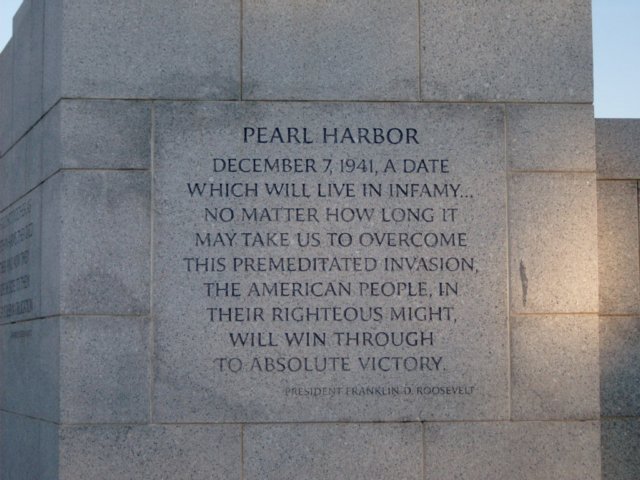 PEARL HARBOR
DECEMBER 7, 1941, A DATE
WHICH WILL LIVE IN INFAMY...
NO MATTER HOW LONG IT
MAY TAKE US TO OVERCOME
THIS PREMEDITATED INVASION,
THE AMERICAN PEOPLE, IN
THEIR RIGHTEOUS MIGHT,
WILL WIN THROUGH
TO ABSOLUTE VICTORY.
PRESIDENT FRANKLIN D. ROOSEVELT